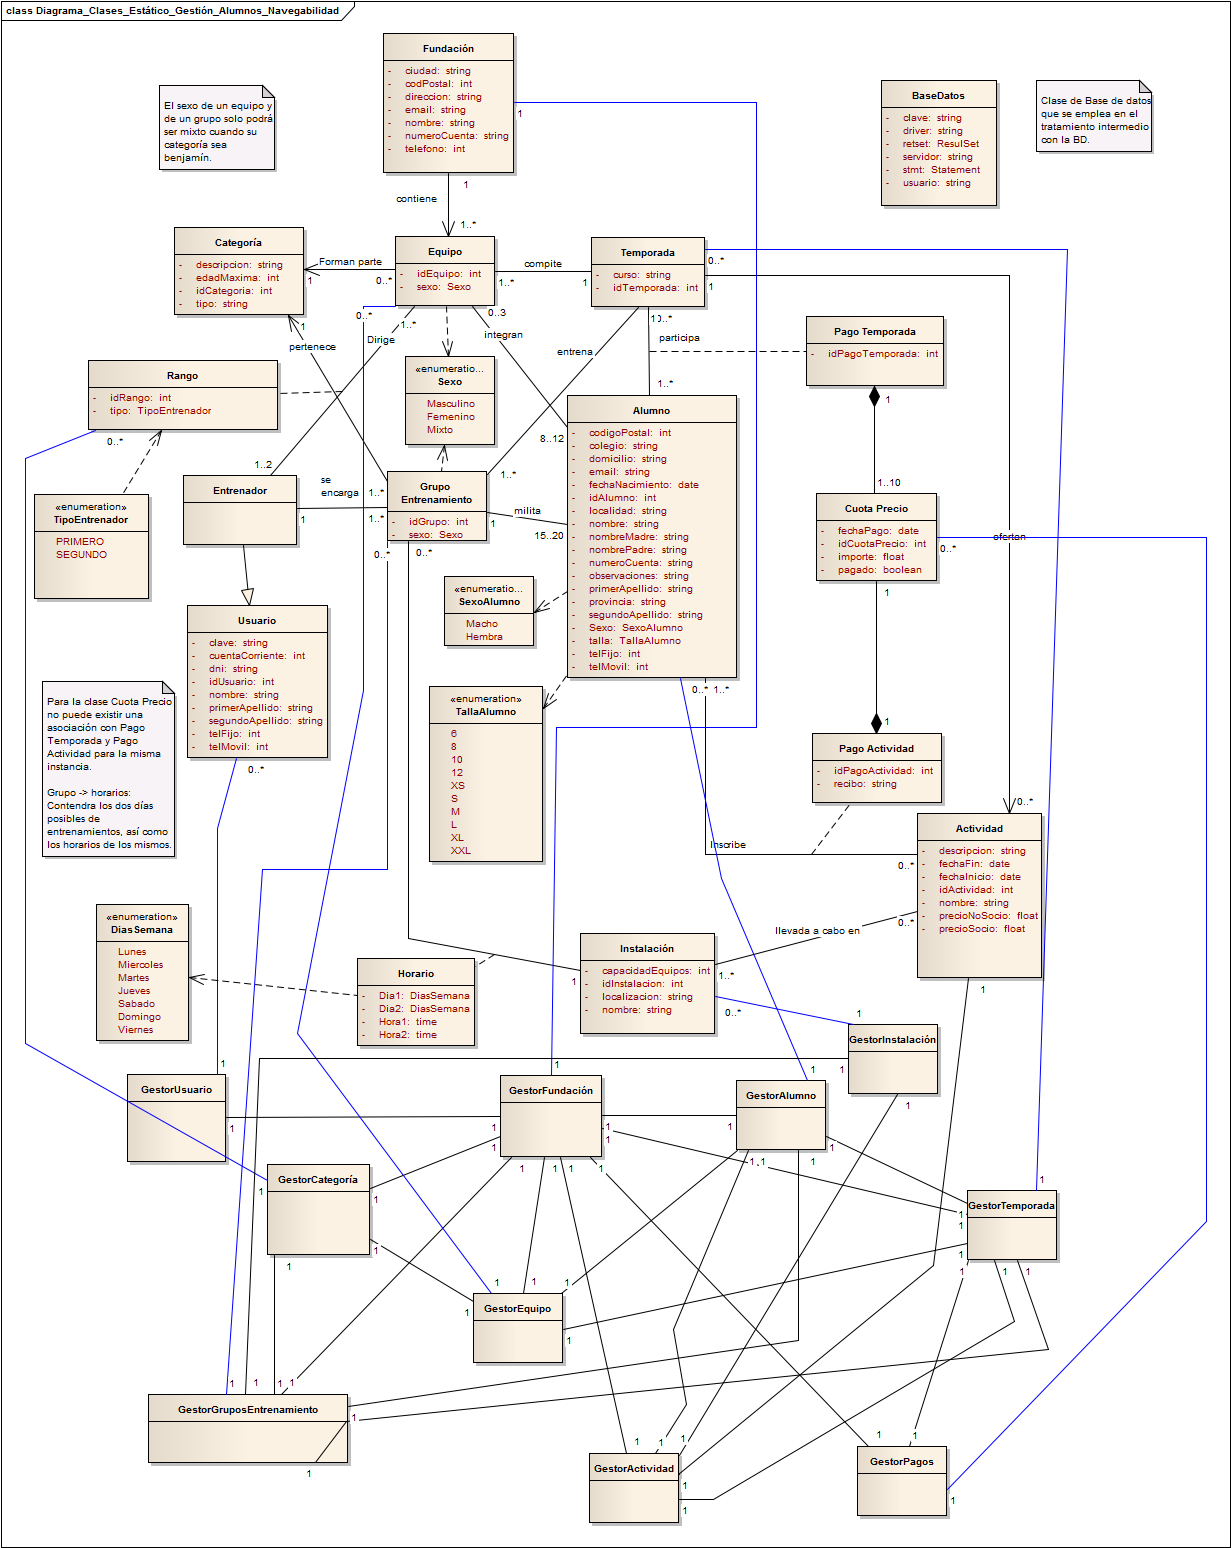 class Diagrama_Clases_Estático_Gestión_Alumnos_Navegabilidad
Fundación
- ciudad: string
- codPostal: int
- direccion: string
- email: string
- nombre: string
- numeroCuenta: string
- telefono: int
El sexo de un equipo y
de un grupo solo podrá
ser mixto cuando su
categoría sea
benjamín.
BaseDatos
- clave: string
- driver: string
- retset: ResulSet
- servidor: string
- stmt: Statement
- usuario: string
Clase de Base de datos
que se emplea en el
tratamiento intermedio
con la BD.
1
1
contiene
1..*
Categoría
- descripcion: string
- edadMaxima: int
- idCategoria: int
- tipo: string
Forman parte
1
0..*
Equipo
- idEquipo: int
- sexo: Sexo
compite
1..*
1
Temporada
- curso: string
- idTemporada: int
0..*
1
0..*
1..*
Dirige
0..3
integran
1
pertenece
entrena
participa
1..*
Pago Temporada
- idPagoTemporada: int
1
Rango
- idRango: int
- tipo: TipoEntrenador
0..*
«enumeratio...
Sexo
Masculino
Femenino
Mixto
Alumno
- codigoPostal: int
- colegio: string
- domicilio: string
- email: string
- fechaNacimiento: date
- idAlumno: int
- localidad: string
- nombre: string
- nombreMadre: string
- nombrePadre: string
- numeroCuenta: string
- observaciones: string
- primerApellido: string
- provincia: string
- segundoApellido: string
- Sexo: SexoAlumno
- talla: TallaAlumno
- telFijo: int
- telMovil: int
8..12
1..2
1..*
1..10
Entrenador
se
encarga
1
1..*
1..*
Grupo
Entrenamiento
- idGrupo: int
- sexo: Sexo
milita
1
15..20
0..*
0..*
Cuota Precio
- fechaPago: date
- idCuotaPrecio: int
- importe: float
- pagado: boolean
0..*
1
ofertan
«enumeration»
TipoEntrenador
PRIMERO
SEGUNDO
«enumeratio...
SexoAlumno
Macho
Hembra
Usuario
- clave: string
- cuentaCorriente: int
- dni: string
- idUsuario: int
- nombre: string
- primerApellido: string
- segundoApellido: string
- telFijo: int
- telMovil: int
0..*
Para la clase Cuota Precio
no puede existir una
asociación con Pago
Temporada y Pago
Actividad para la misma
instancia.
Grupo -> horarios:
Contendra los dos días
posibles de
entrenamientos, así como
los horarios de los mismos.
«enumeration»
TallaAlumno
6
8
10
12
XS
S
M
L
XL
XXL
0..*
1..*
1
Pago Actividad
- idPagoActividad: int
- recibo: string
0..*
Inscribe
0..*
Actividad
- descripcion: string
- fechaFin: date
- fechaInicio: date
- idActividad: int
- nombre: string
- precioNoSocio: float
- precioSocio: float
0..*
1
llevada a cabo en
«enumeration»
DiasSemana
Lunes
Miercoles
Martes
Jueves
Sabado
Domingo
Viernes
Horario
- Dia1: DiasSemana
- Dia2: DiasSemana
- Hora1: time
- Hora2: time
Instalación
- capacidadEquipos: int
- idInstalacion: int
- localizacion: string
- nombre: string
1
1..*
0..*
1
GestorInstalación
1
1
1
GestorUsuario
1
1
GestorFundación
1
1
1
1
1 1 1 1 1
1
GestorAlumno
1
1
1 1
1
1
GestorTemporada
1
1
1
1
1
1
1
GestorCategoría
1
1
1
1
1
1
1
GestorEquipo
1
1
1
1 1 1 1
GestorGruposEntrenamiento
1
1
1 1 1
GestorActividad
1
1
1 1
GestorPagos
1